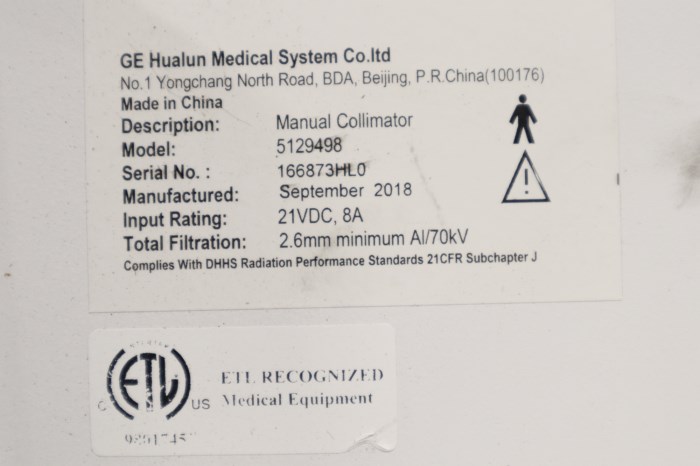 GE Hualun Medical System Co.ltd
No.1 Yongchang North Road, BDA, Beijing, P.R.China(100176)
Made in China
Description: Manual Collimator
Model: 5129498
Serial No. : 166873HL0
Manufactured: September 2018
Input Rating: 21VDC, 8A
Total Filtration: 2.6mm minimum Al/70kV
Complies With DHHS Radiation Performance Standards 21CFR Subchapter J
ETL RECOGNIZED
C ETL US Medical Equipment